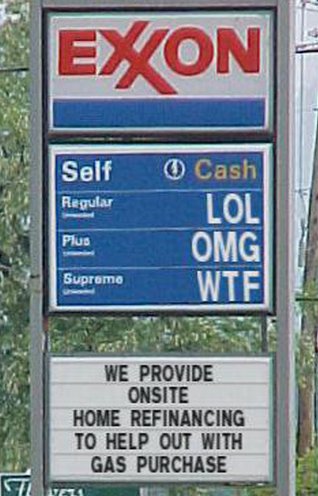 EXXON
Self Cash
Regular LOL
Unleaded
Plus OMG
Unleaded
Supreme WTF
Unleaded
WE PROVIDE
ONSITE
HOME REFINANCING
TO HELP OUT WITH
GAS PURCHASE